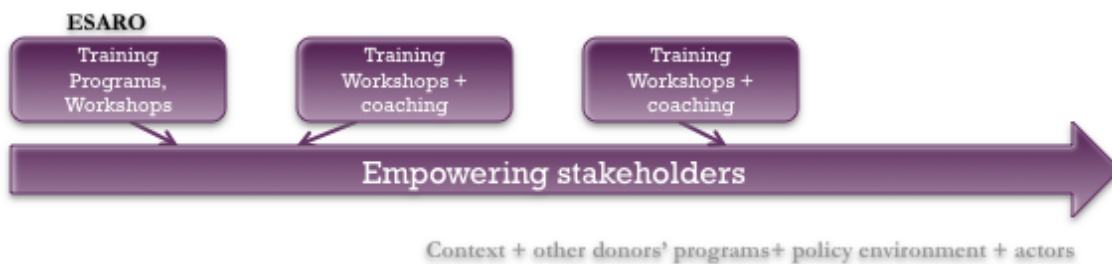 ESARO
Training
Programs,
Workshops
Training
Workshops +
coaching
Training
Workshops +
coaching
Empowering stakeholders
Context + other donors' programs+ policy environment + actors